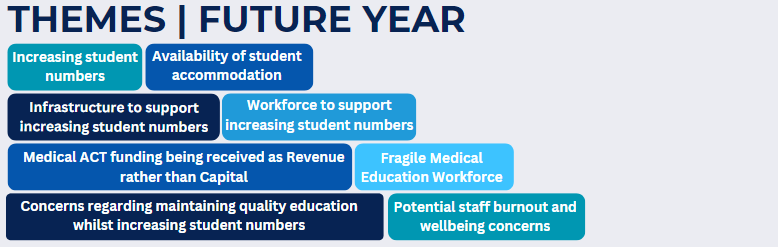 THEMES | FUTURE YEAR
Increasing student
numbers
Availability of student
accommodation
Infrastructure to support
increasing student numbers
Workforce to support
increasing student numbers
Medical ACT funding being received as Revenue
rather than Capital
Fragile Medical
Education Workforce
Concerns regarding maintaining quality education
whilst increasing student numbers
Potential staff burnout and
wellbeing concerns